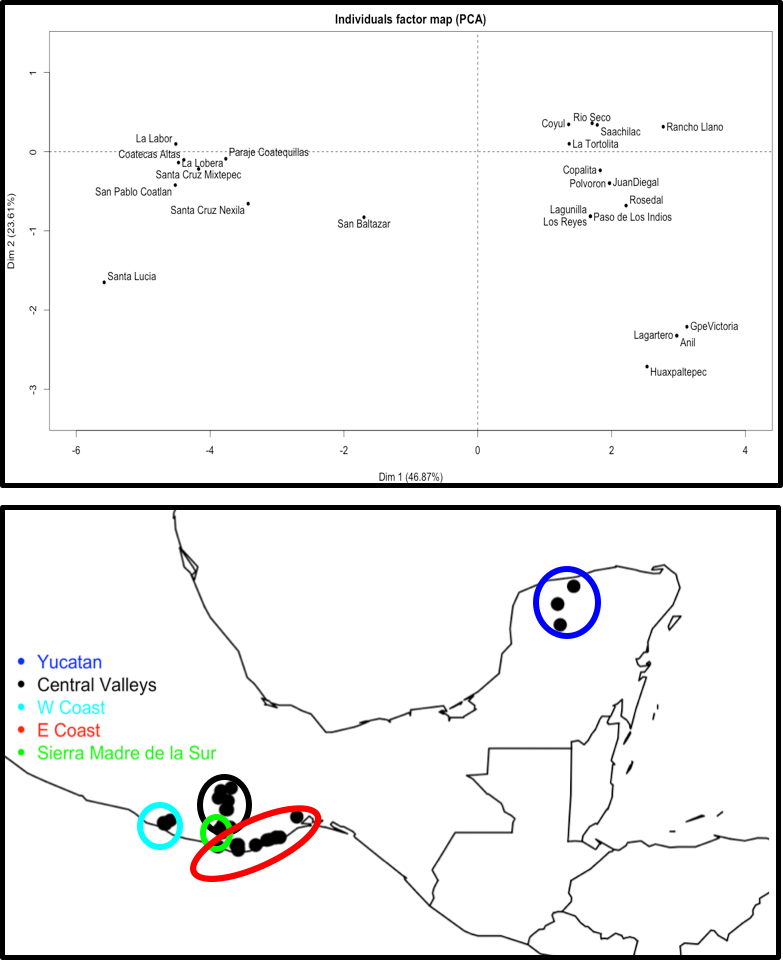 Individuals factor map (PCA)
1
0
-1
-2
-3
Dim 2 (23.61%)
La Labor
Coatecas Altas
La Lobera
Paraje Coatequillas
Santa Cruz Mixtepec
San Pablo Coatlan
Santa Cruz Nexila
San Baltazar
Santa Lucia
Coyul
Rio Seco
Saachilac
Rancho Llano
La Tortolita
Copalita
Polvoron
JuanDiegal
Rosedal
Lagunilla
Los Reyes
Paso de Los Indios
GpeVictoria
Lagartero
Anil
Huaxpaltepec
-6
-4
-2
0
2
4
Dim 1 (46.87%)
Yucatan
Central Valleys
W Coast
E Coast
Sierra Madre de la Sur